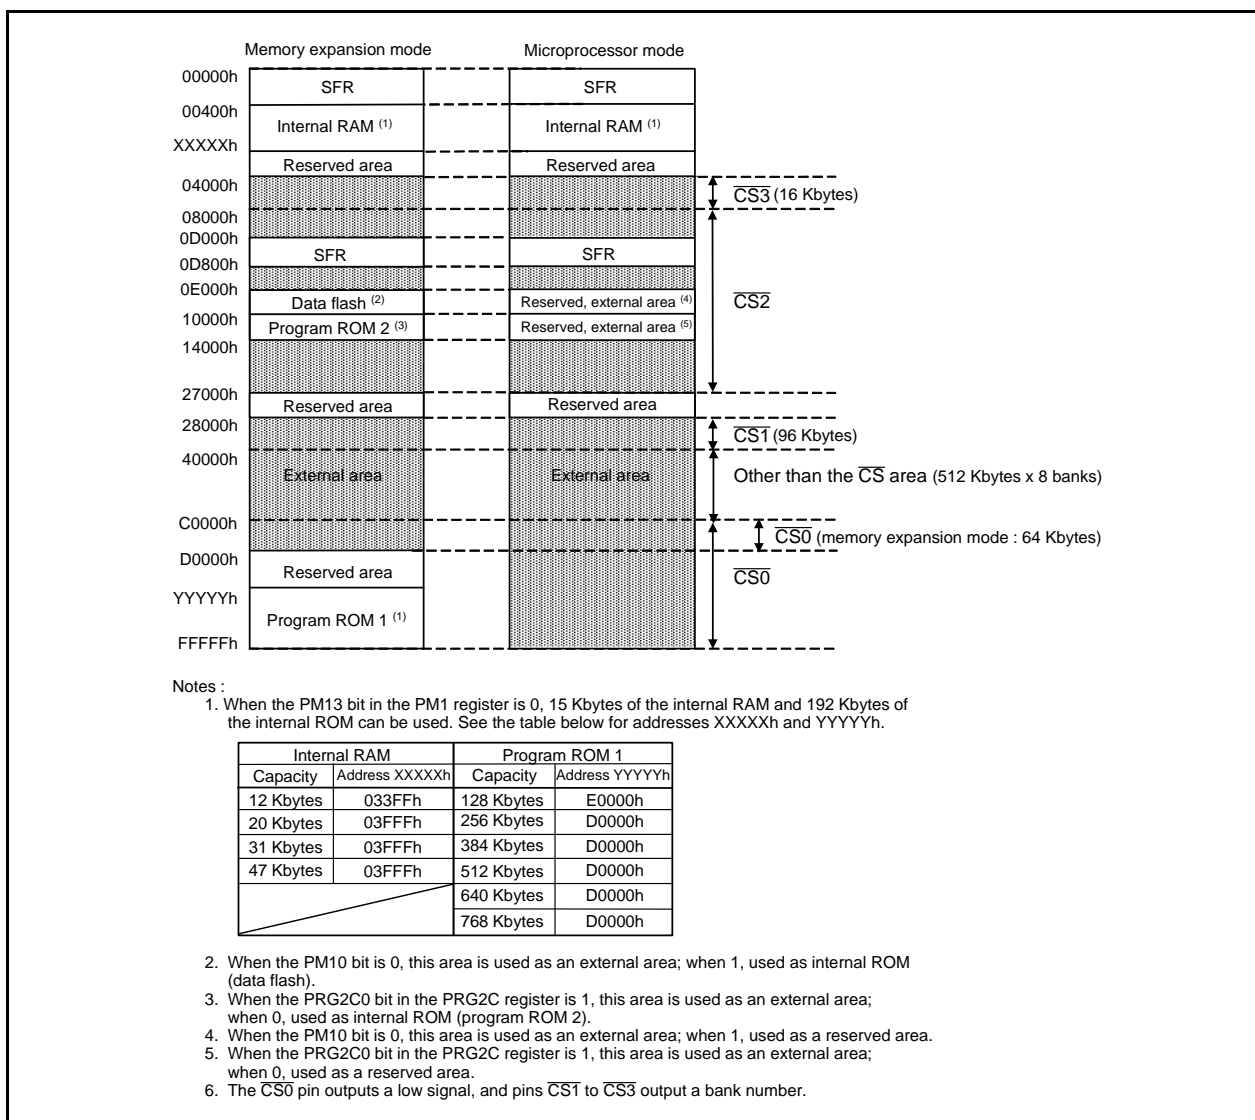 Memory expansion mode
Microprocessor mode
00000h
SFR
SFR
00400h
Internal RAM (1)
Internal RAM (1)
XXXXXh
Reserved area
Reserved area
04000h
CS3 (16 Kbytes)
08000h
0D000h
SFR
SFR
0D800h
0E000h
Data flash (2)
Reserved, external area (4)
CS2
10000h
Program ROM 2 (3)
Reserved, external area (5)
14000h
27000h
Reserved area
Reserved area
28000h
CS1 (96 Kbytes)
40000h
External area
External area
Other than the CS area (512 Kbytes x 8 banks)
C0000h
CS0 (memory expansion mode : 64 Kbytes)
D0000h
Reserved area
CS0
YYYYYh
Program ROM 1 (1)
FFFFFh
Notes :
1. When the PM13 bit in the PM1 register is 0, 15 Kbytes of the internal RAM and 192 Kbytes of
the internal ROM can be used. See the table below for addresses XXXXXh and YYYYYh.
Internal RAM Program ROM 1
Capacity Address XXXXXh Capacity Address YYYYYh
12 Kbytes 033FFh 128 Kbytes E0000h
20 Kbytes 03FFFh 256 Kbytes D0000h
31 Kbytes 03FFFh 384 Kbytes D0000h
47 Kbytes 03FFFh 512 Kbytes D0000h
640 Kbytes D0000h
768 Kbytes D0000h
2. When the PM10 bit is 0, this area is used as an external area; when 1, used as internal ROM
(data flash).
3. When the PRG2C0 bit in the PRG2C register is 1, this area is used as an external area;
when 0, used as internal ROM (program ROM 2).
4. When the PM10 bit is 0, this area is used as an external area; when 1, used as a reserved area.
5. When the PRG2C0 bit in the PRG2C register is 1, this area is used as an external area;
when 0, used as a reserved area.
6. The CS0 pin outputs a low signal, and pins CS1 to CS3 output a bank number.